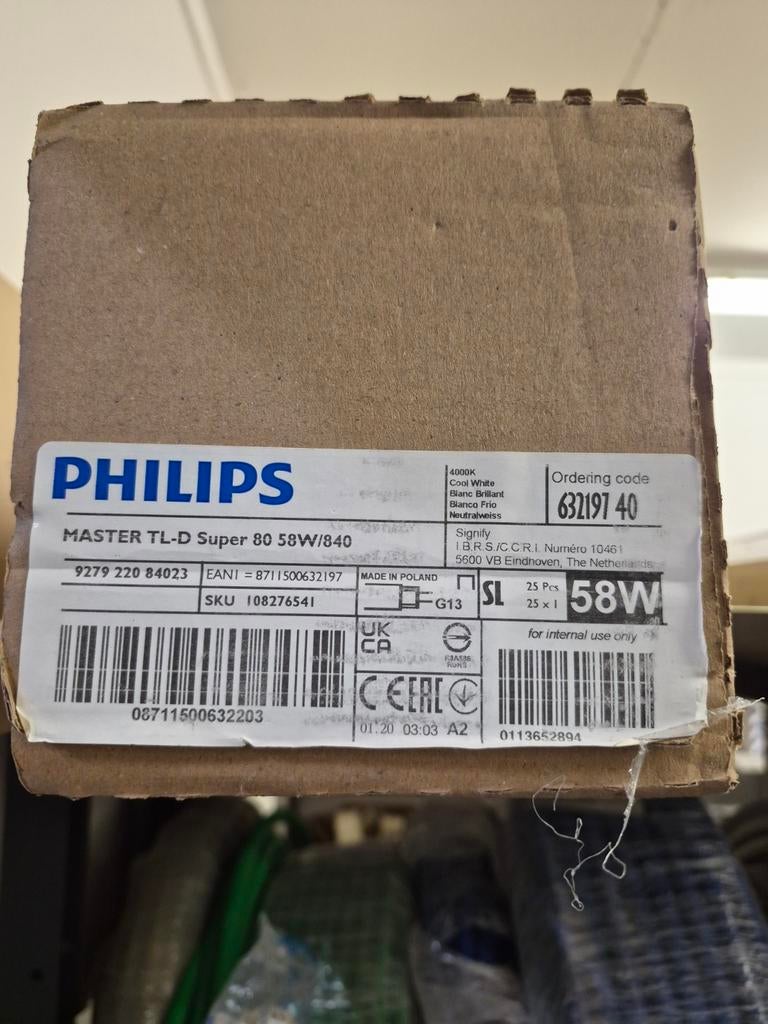 PHILIPS
4000K
Cool White
Blanc Brillant
Bianco Frio
Neutralweiss
Ordering code
632197 40
MASTER TL-D Super 80 58W/840
Signify
I.B.R.S./C.C.R.I. Numéro 10461
5600 VB Eindhoven, The Netherlands
9279 220 84023
EAN1 = 8711500632197
SKU 108276541
MADE IN POLAND
G13
SL
25 Pcs
25 x 1
58W
UK
CA
for internal use only
CE EAC
01.20 03:03 A2
08711500632203
0113652894